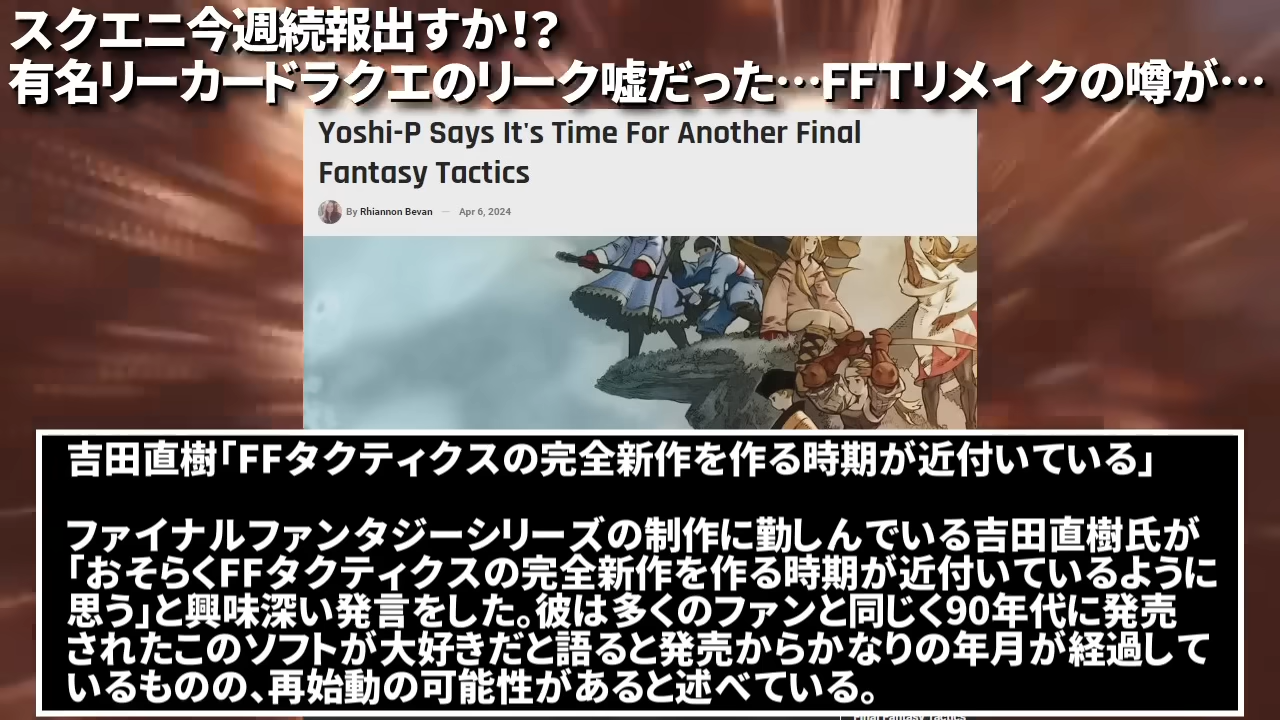 スクエニ今週続報出すか!?
有名リーカードラクエのリーク嘘だった…FFTリメイクの噂が…
Yoshi-P Says It's Time For Another Final
Fantasy Tactics
By Rhiannon Bevan — Apr 6, 2024
吉田直樹「FFタクティクスの完全新作を作る時期が近付いている」
ファイナルファンタジーシリーズの制作に勤しんでいる吉田直樹氏が
「おそらくFFタクティクスの完全新作を作る時期が近付いているように
思う」と興味深い発言をした。彼は多くのファンと同じく90年代に発売
されたこのソフトが大好きだと語ると発売からかなりの年月が経過して
いるものの、再始動の可能性があると述べている。
Final Fantasy Tactics